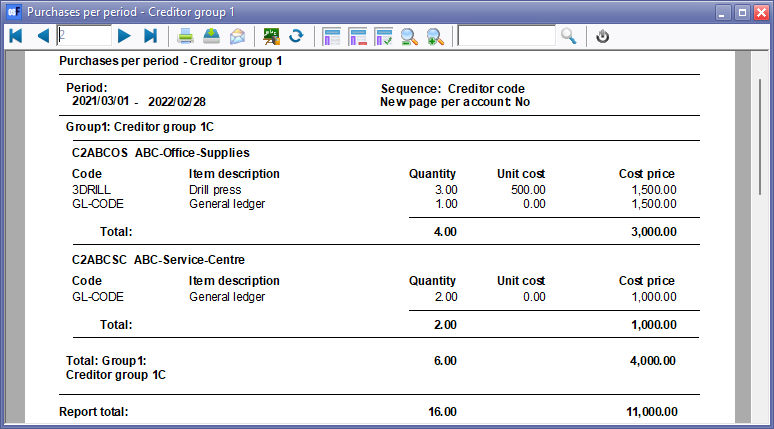 Purchases per period - Creditor group 1
2
Purchases per period - Creditor group 1
Period: Sequence: Creditor code
2021/03/01 - 2022/02/28 New page per account: No
Group1: Creditor group 1C
C2ABCOS ABC-Office-Supplies
Code Item description Quantity Unit cost Cost price
3DRILL Drill press 3.00 500.00 1,500.00
GL-CODE General ledger 1.00 0.00 1,500.00
Total: 4.00 3,000.00
C2ABCSC ABC-Service-Centre
Code Item description Quantity Unit cost Cost price
GL-CODE General ledger 2.00 0.00 1,000.00
Total: 2.00 1,000.00
Total: Group1: 6.00 4,000.00
Creditor group 1C
Report total: 16.00 11,000.00